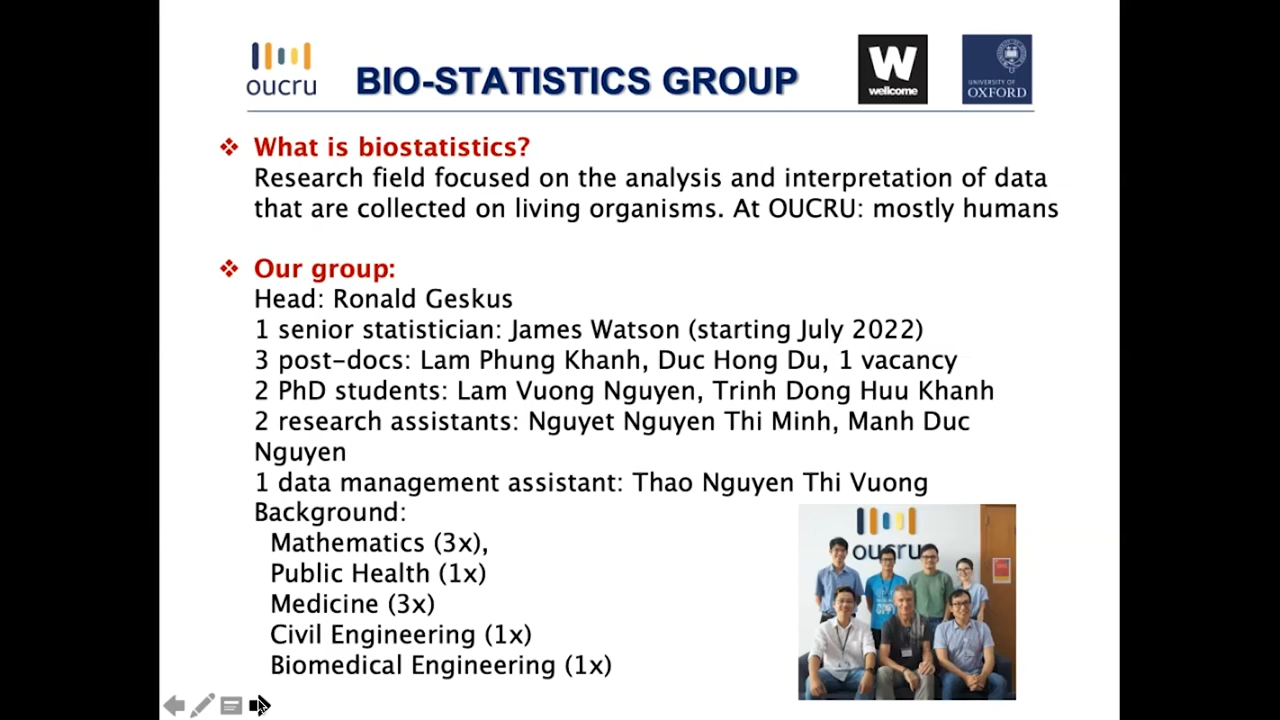 oucru
BIO-STATISTICS GROUP
W
wellcome
UNIVERSITY OF
OXFORD
❖ What is biostatistics?
Research field focused on the analysis and interpretation of data
that are collected on living organisms. At OUCRU: mostly humans
❖ Our group:
Head: Ronald Geskus
1 senior statistician: James Watson (starting July 2022)
3 post-docs: Lam Phung Khanh, Duc Hong Du, 1 vacancy
2 PhD students: Lam Vuong Nguyen, Trinh Dong Huu Khanh
2 research assistants: Nguyet Nguyen Thi Minh, Manh Duc
Nguyen
1 data management assistant: Thao Nguyen Thi Vuong
Background:
Mathematics (3x),
Public Health (1x)
Medicine (3x)
Civil Engineering (1x)
Biomedical Engineering (1x)
oucru